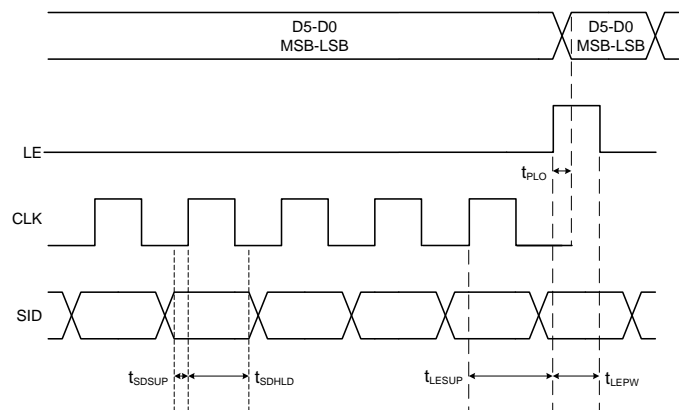 D5-D0
MSB-LSB
D5-D0
MSB-LSB
LE
tPLO
CLK
SID
tSDSUP
tSDHLD
tLESUP
tLEPW